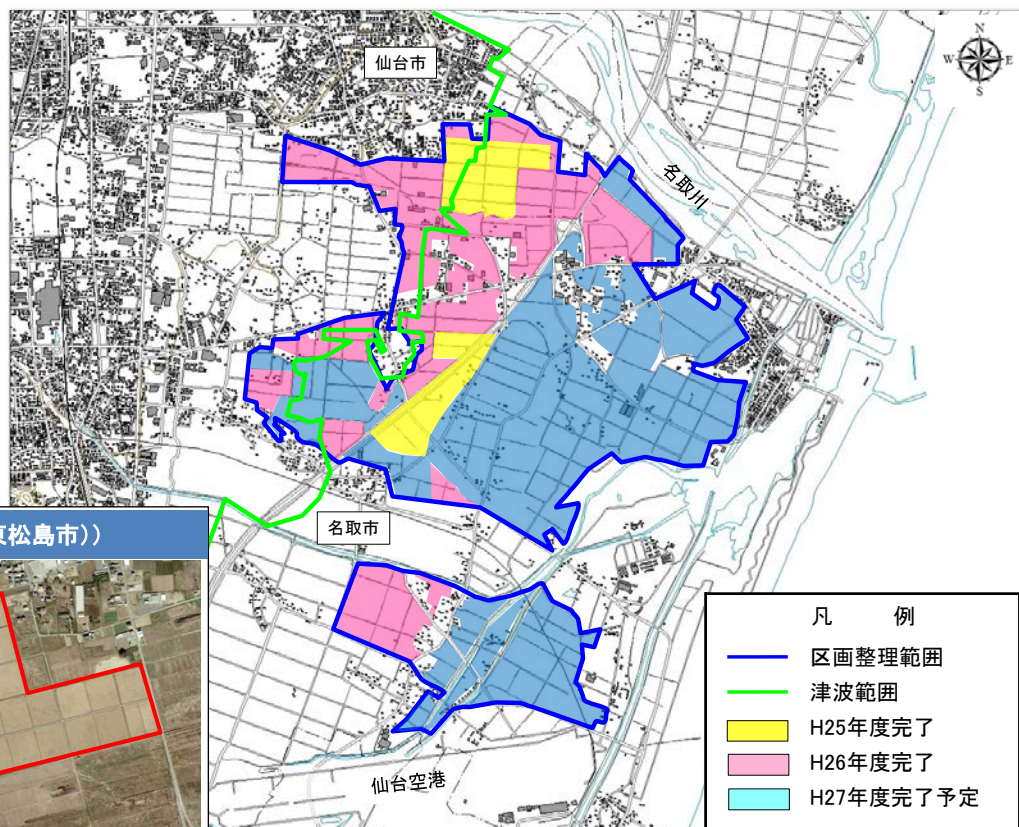 仙台市
N
W
E
S
名取川
名取市
東松島市））
仙台空港
凡 例
区画整理範囲
津波範囲
H25年度完了
H26年度完了
H27年度完了予定